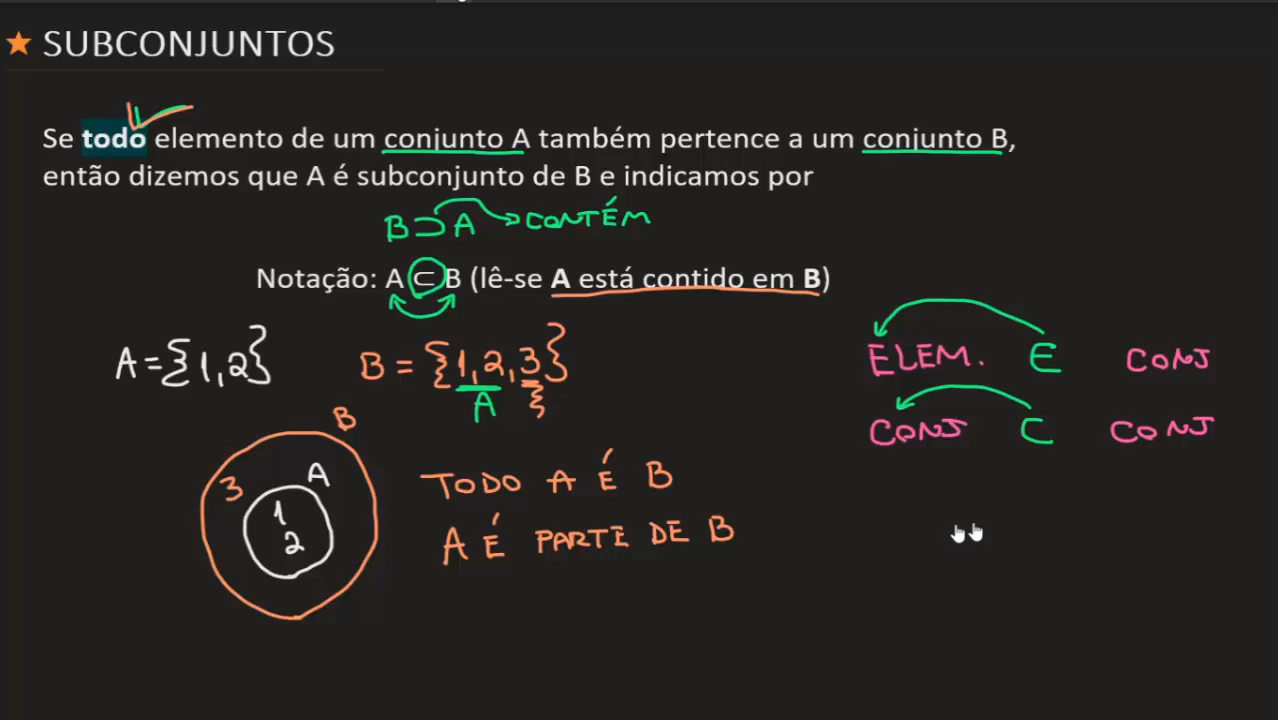 ★ SUBCONJUNTOS
Se todo elemento de um conjunto A também pertence a um conjunto B,
então dizemos que A é subconjunto de B e indicamos por
B ⊃ A → CONTÉM
Notação: A ⊂ B (lê-se A está contido em B)
A = {1, 2} B = {1, 2, 3}
A
ELEM. ∈ CONJ
CONJ ⊂ CONJ
B
A
3
1
2
TODO A É B
A É PARTE DE B